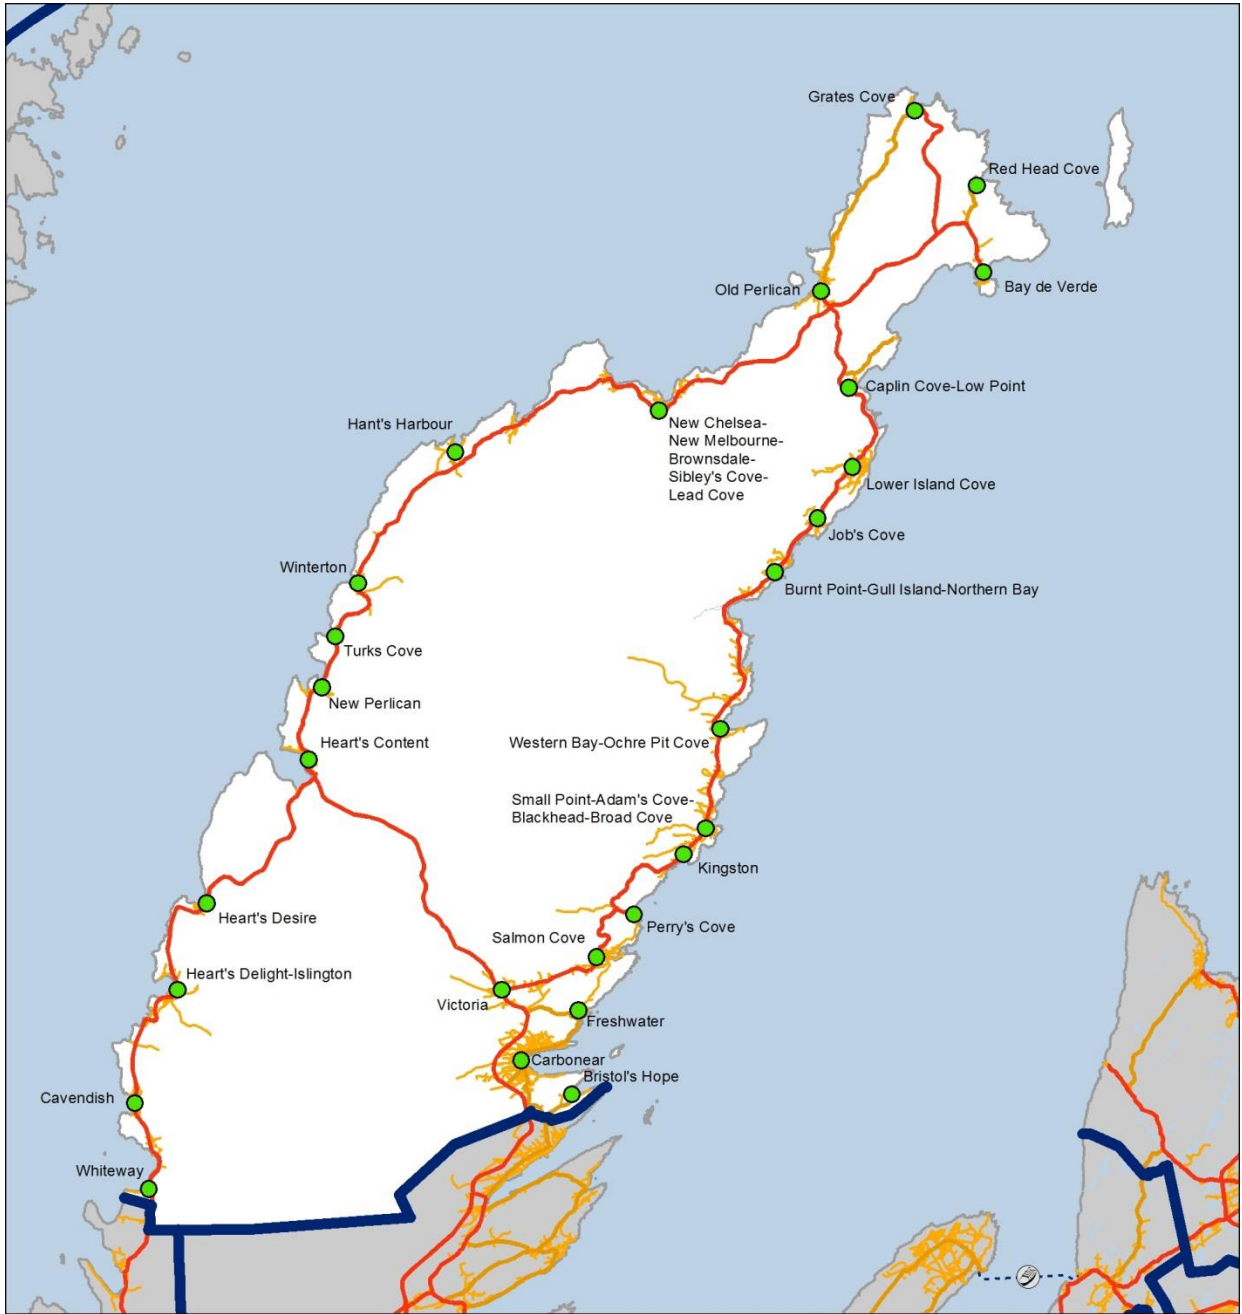 Grates Cove
Red Head Cove
Old Perlican
Bay de Verde
Caplin Cove-Low Point
Hant's Harbour
New Chelsea-
New Melbourne-
Brownsdale-
Sibley's Cove-
Lead Cove
Lower Island Cove
Job's Cove
Winterton
Burnt Point-Gull Island-Northern Bay
Turks Cove
New Perlican
Heart's Content
Western Bay-Ochre Pit Cove
Small Point-Adam's Cove-
Blackhead-Broad Cove
Kingston
Heart's Desire
Perry's Cove
Salmon Cove
Heart's Delight-Islington
Victoria
Freshwater
Carbonear
Bristol's Hope
Cavendish
Whiteway